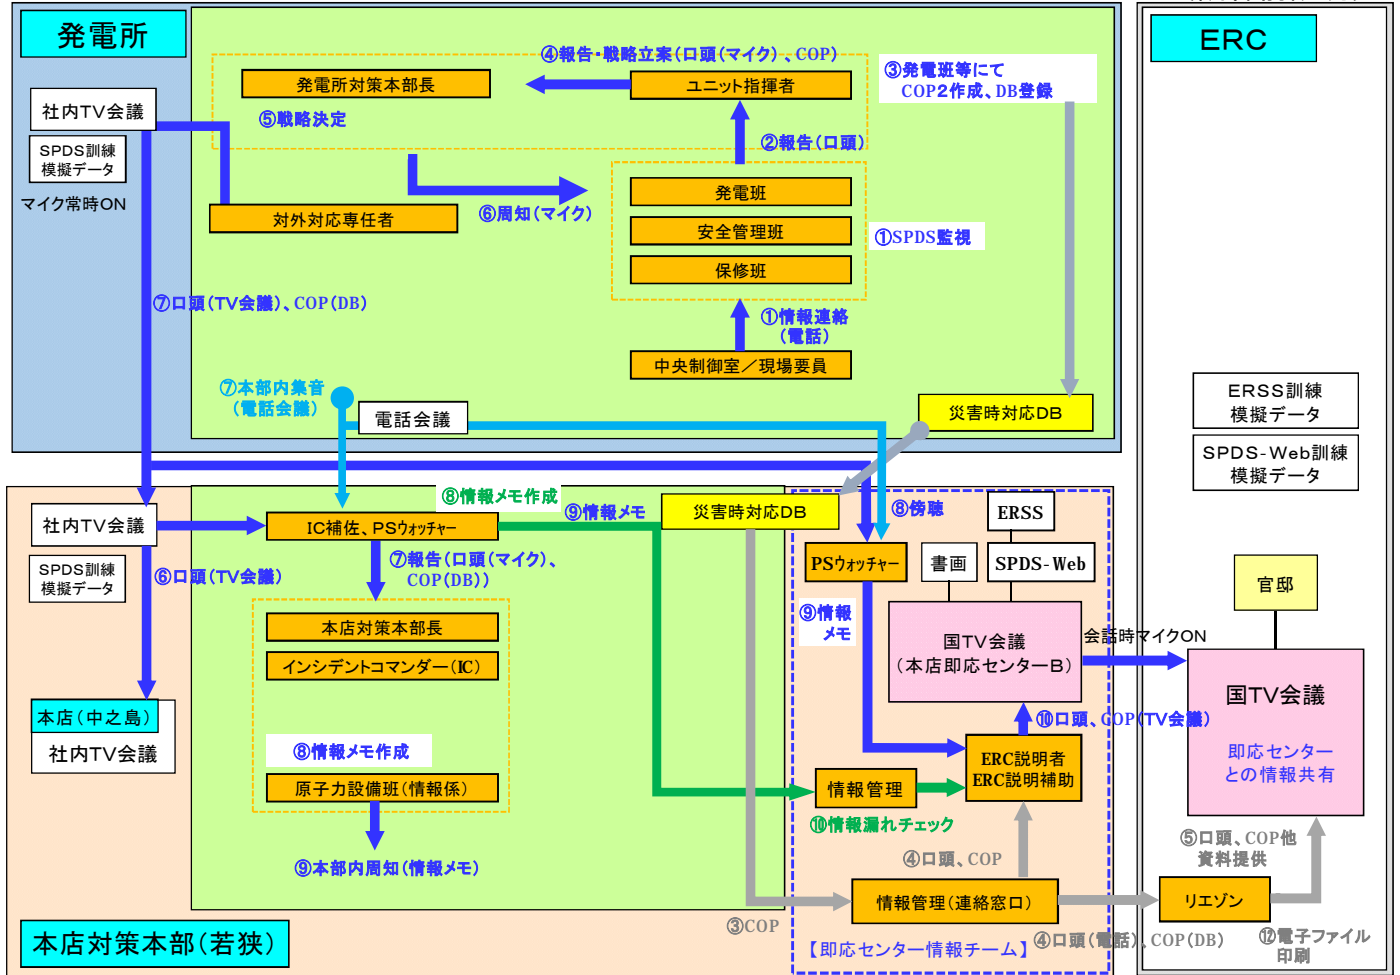 発電所
ERC
④報告・戦略立案(口頭(マイク)、COP)
③発電班等にて
COP2作成、DB登録
発電所対策本部長
ユニット指揮者
⑤戦略決定
社内TV会議
SPDS訓練
模擬データ
マイク常時ON
②報告(口頭)
発電班
安全管理班
保修班
①SPDS監視
対外対応専任者
⑥周知(マイク)
⑦口頭(TV会議)、COP(DB)
①情報連絡
(電話)
中央制御室／現場要員
⑦本部内集音
(電話会議)
電話会議
災害時対応DB
ERSS訓練
模擬データ
SPDS-Web訓練
模擬データ
社内TV会議
SPDS訓練
模擬データ
⑥口頭(TV会議)
⑧情報メモ作成
IC補佐、PSウォッチャー
⑨情報メモ
災害時対応DB
⑧傍聴
ERSS
PSウォッチャー
書画
SPDS-Web
⑦報告(口頭(マイク)、
COP(DB))
官邸
本店対策本部長
インシデントコマンダー(IC)
⑨情報
メモ
国TV会議
(本店即応センターB)
会話時マイクON
国TV会議
即応センター
との情報共有
本店(中之島)
社内TV会議
⑩口頭、COP(TV会議)
⑧情報メモ作成
原子力設備班(情報係)
ERC説明者
ERC説明補助
情報管理
⑩情報漏れチェック
⑤口頭、COP他
資料提供
⑨本部内周知(情報メモ)
④口頭、COP
情報管理(連絡窓口)
リエゾン
③COP
④口頭(電話)、COP(DB)
⑫電子ファイル
印刷
【即応センター情報チーム】
本店対策本部(若狭)